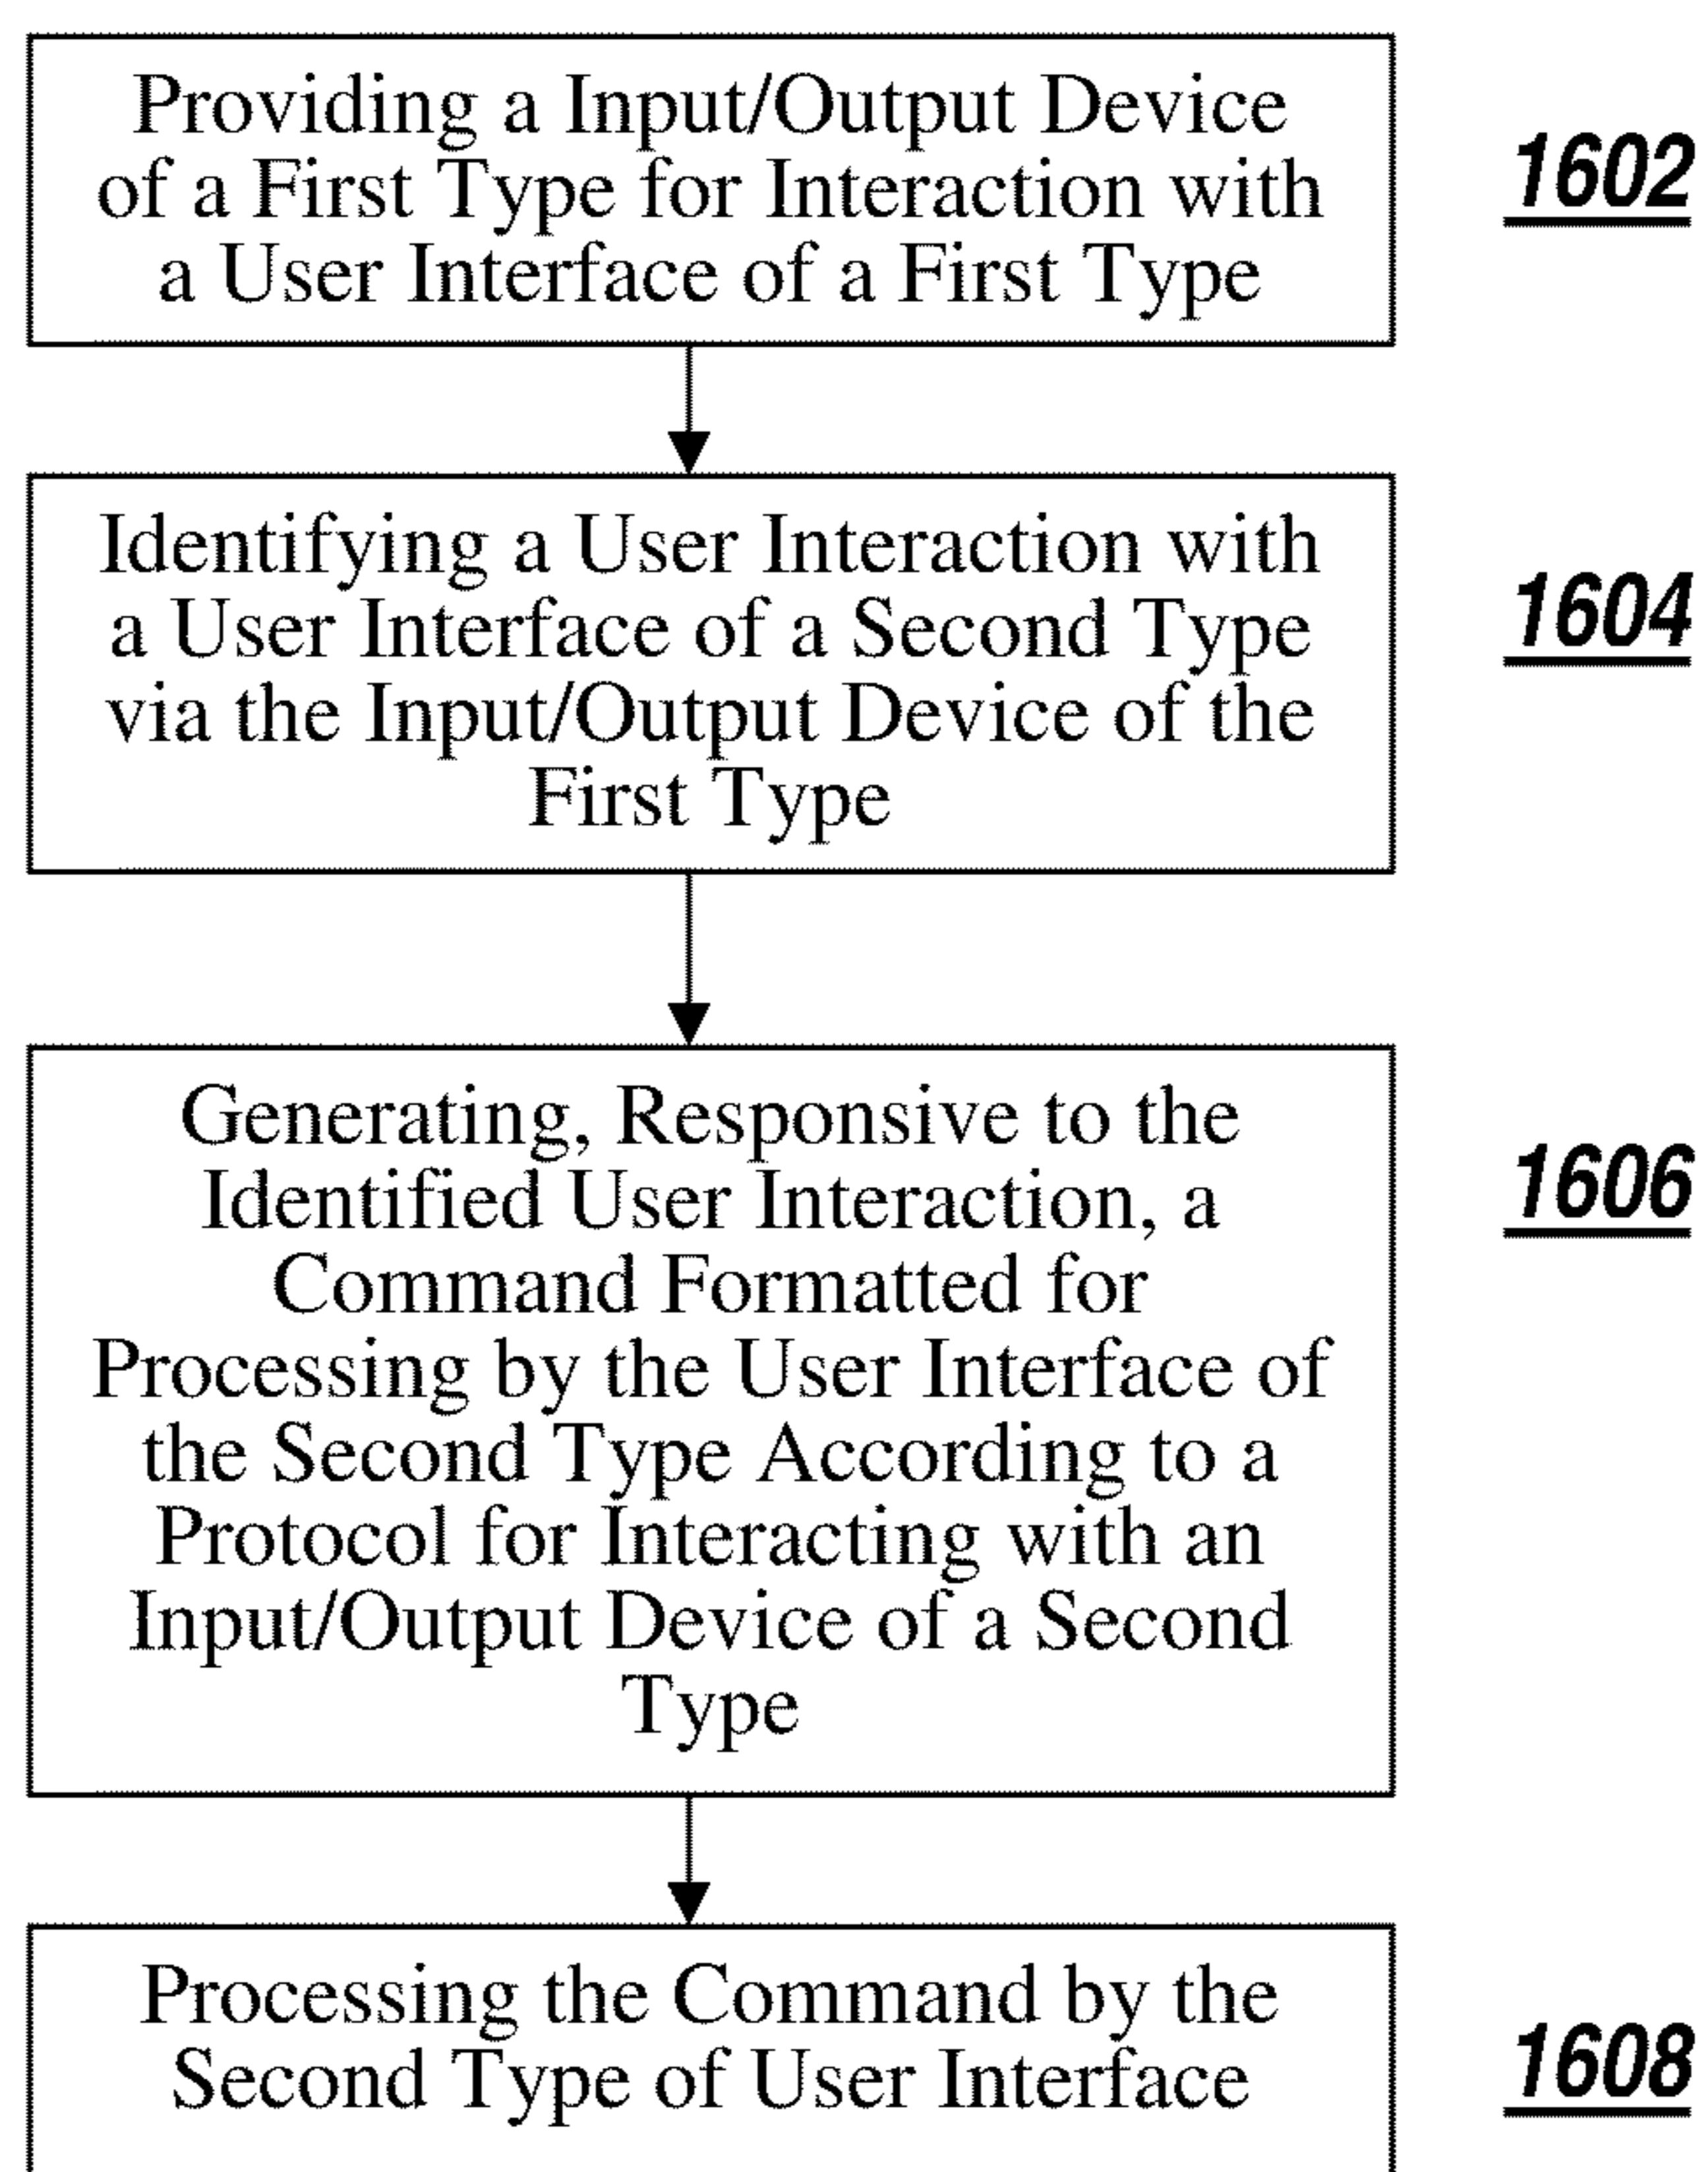 Providing a Input/Output Device
of a First Type for Interaction with
a User Interface of a First Type
1602
Identifying a User Interaction with
a User Interface of a Second Type
via the Input/Output Device of the
First Type
1604
Generating, Responsive to the
Identified User Interaction, a
Command Formatted for
Processing by the User Interface of
the Second Type According to a
Protocol for Interacting with an
Input/Output Device of a Second
Type
1606
Processing the Command by the
Second Type of User Interface
1608